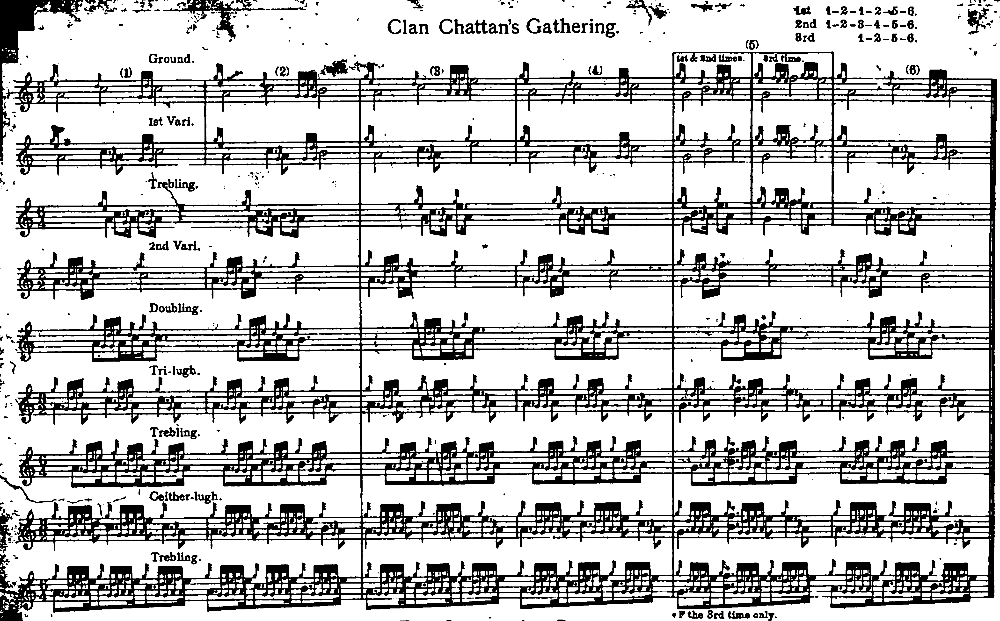 Clan Chattan's Gathering.
1st 1-2-1-2-5-6.
2nd 1-2-3-4-5-6.
3rd 1-2-5-6.
(5)
Ground.
1st & 2nd times.
3rd time.
(1)
(2)
(3)
(4)
(6)
1st Vari.
Trebling.
2nd Vari.
Doubling.
Tri-lugh.
Trebling.
Ceither-lugh.
Trebling.
* F the 3rd time only.